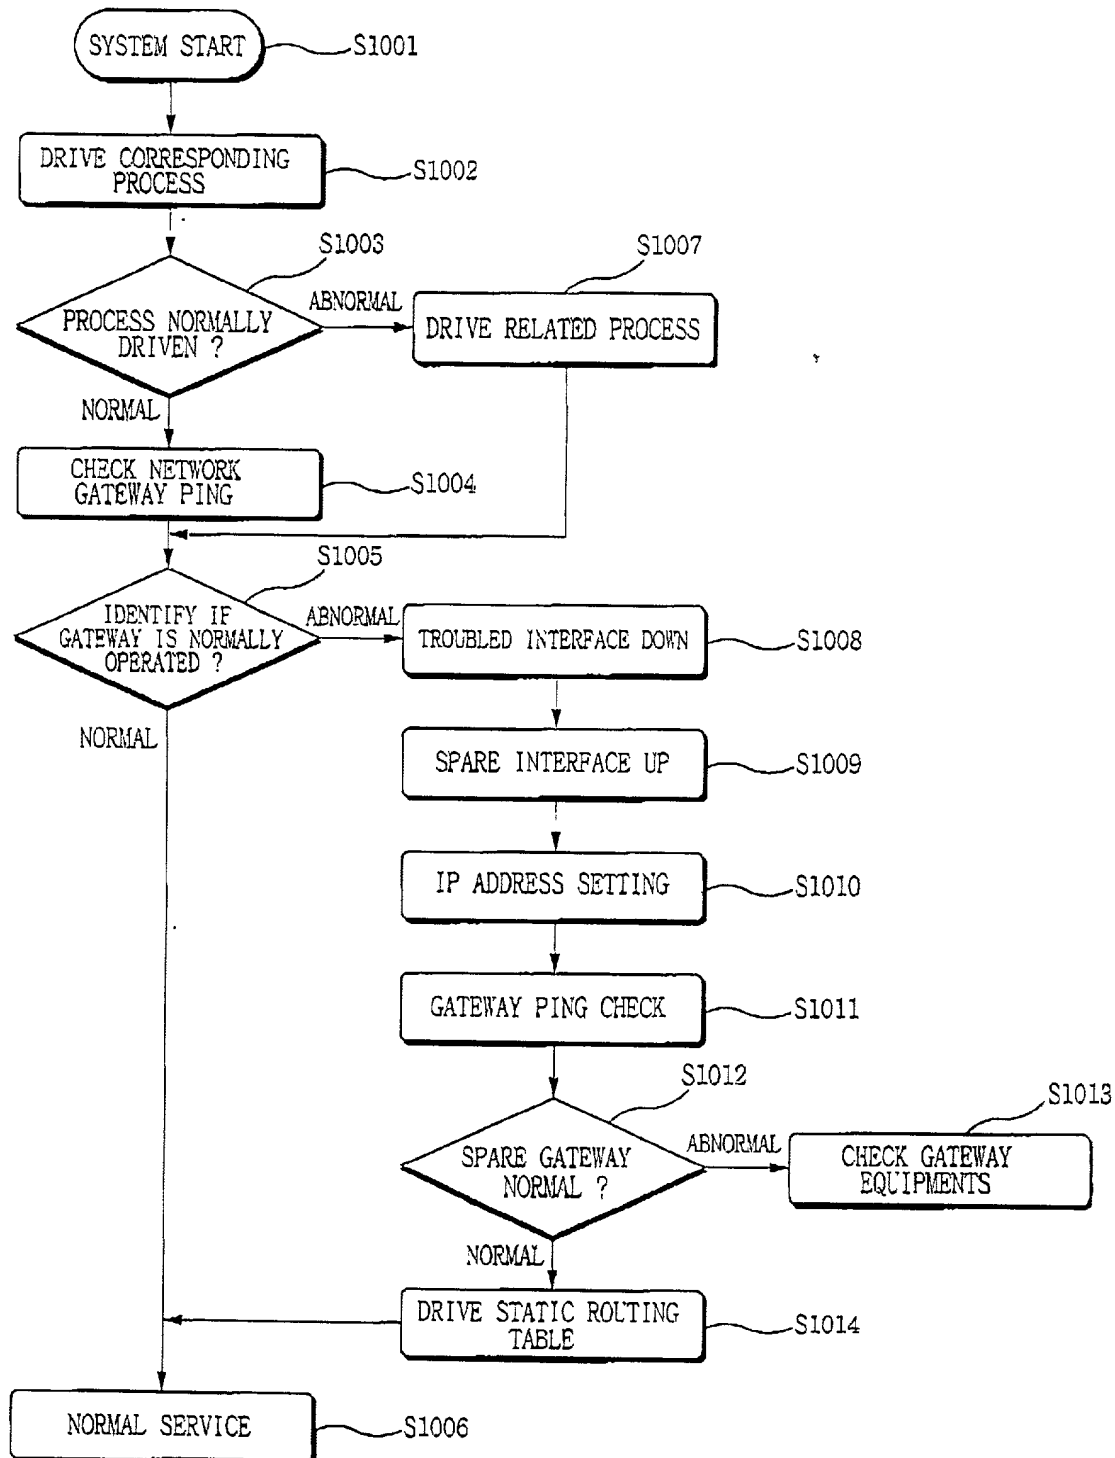 SYSTEM START
S1001
DRIVE CORRESPONDING
PROCESS
S1002
S1003
S1007
PROCESS NORMALLY
DRIVEN ?
ABNORMAL
DRIVE RELATED PROCESS
NORMAL
CHECK NETWORK
GATEWAY PING
S1004
S1005
IDENTIFY IF
GATEWAY IS NORMALLY
OPERATED ?
ABNORMAL
TROUBLED INTERFACE DOWN
S1008
NORMAL
SPARE INTERFACE UP
S1009
IP ADDRESS SETTING
S1010
GATEWAY PING CHECK
S1011
S1012
S1013
SPARE GATEWAY
NORMAL ?
ABNORMAL
CHECK GATEWAY
EQUIPMENTS
NORMAL
DRIVE STATIC ROUTING
TABLE
S1014
NORMAL SERVICE
S1006